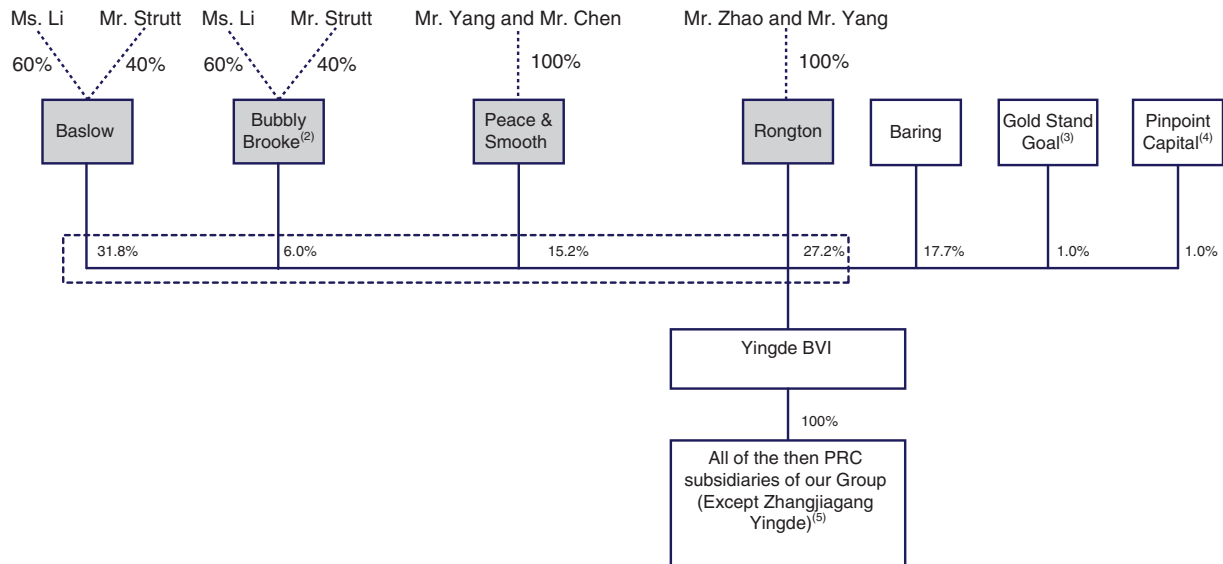 Ms. Li
Mr. Strutt
Ms. Li
Mr. Strutt
Mr. Yang and Mr. Chen
Mr. Zhao and Mr. Yang
60%
40%
60%
40%
100%
100%
Baslow
Bubbly
Brooke(2)
Peace &
Smooth
Rongton
Baring
Gold Stand
Goal(3)
Pinpoint
Capital(4)
31.8%
6.0%
15.2%
27.2%
17.7%
1.0%
1.0%
Yingde BVI
100%
All of the then PRC
subsidiaries of our Group
(Except Zhangjiagang
Yingde)(5)